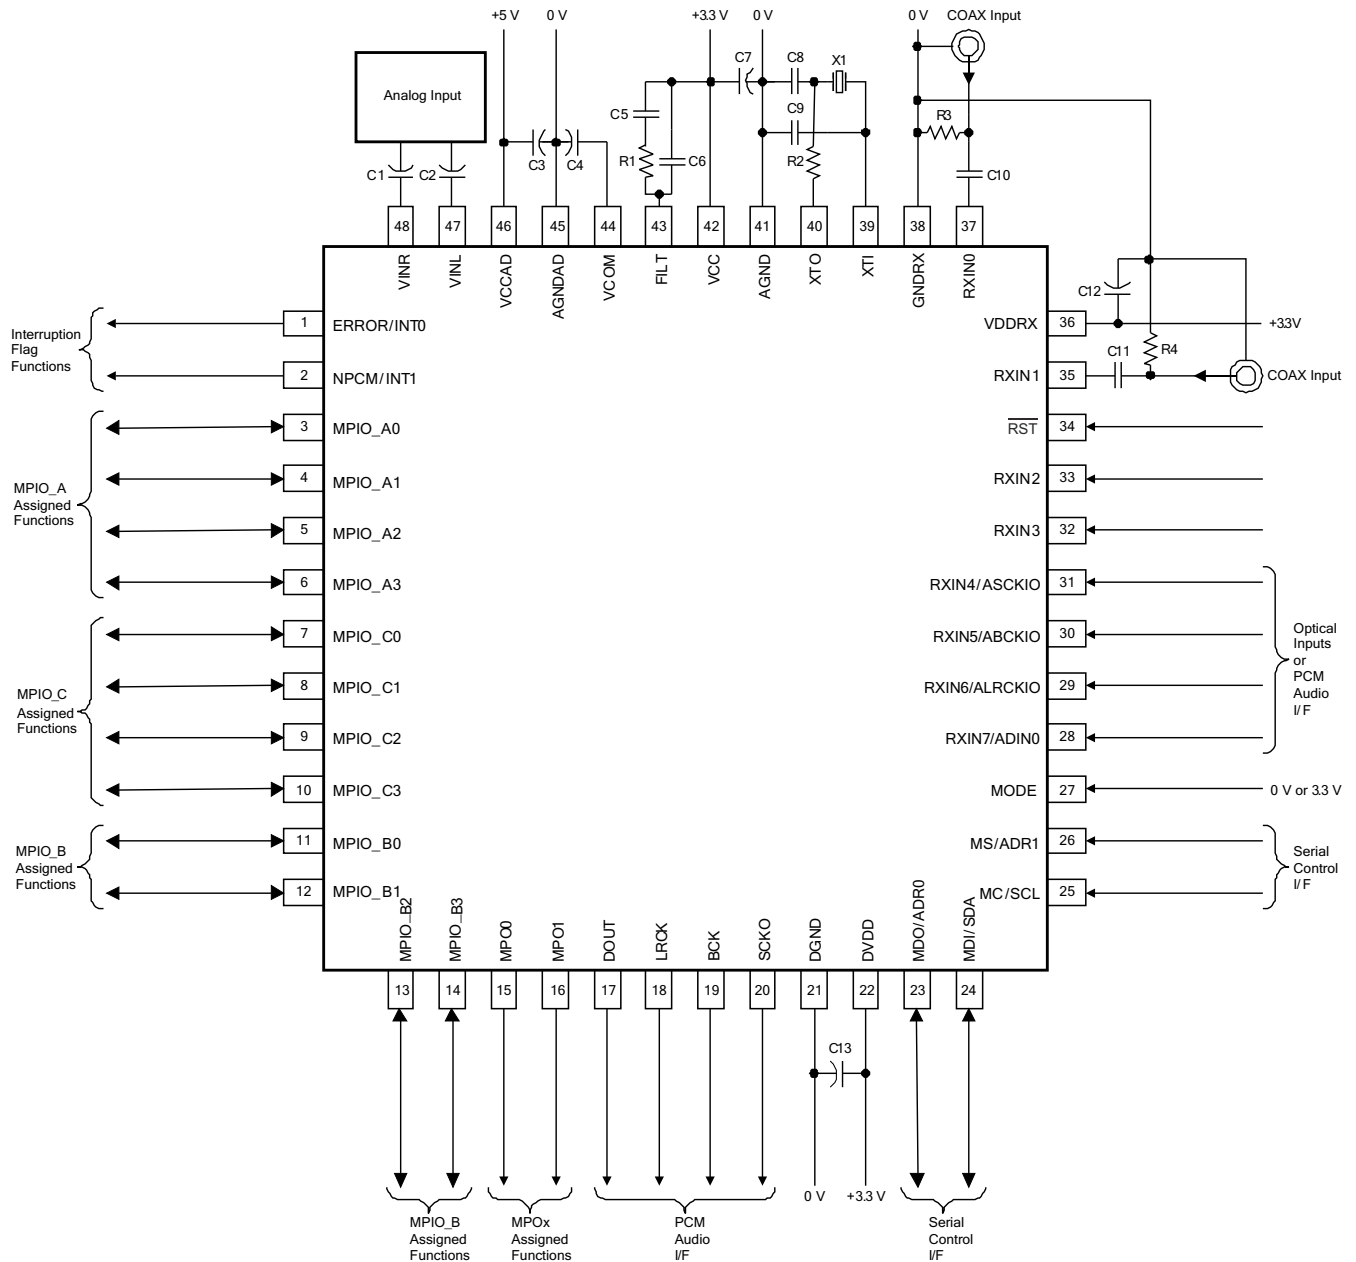 +5 V 0 V +3.3 V 0 V 0 V COAX Input
Analog Input
C7 C8 X1
C5 C9 R3
C1 C2 C3 C4 R1 C6 R2 C10
48 47 46 45 44 43 42 41 40 39 38 37
VINR VINL VCCAD AGNDAD VCOM FILT VCC AGND XTO XTI GNDRX RXIN0
Interruption
Flag
Functions
1 ERROR/INT0
2 NPCM/INT1
MPIO_A
Assigned
Functions
3 MPIO_A0
4 MPIO_A1
5 MPIO_A2
6 MPIO_A3
MPIO_C
Assigned
Functions
7 MPIO_C0
8 MPIO_C1
9 MPIO_C2
10 MPIO_C3
MPIO_B
Assigned
Functions
11 MPIO_B0
12 MPIO_B1
C12
VDDRX 36 +3.3V
C11 R4
RXIN1 35 COAX Input
RST 34
RXIN2 33
RXIN3 32
RXIN4/ASCKIO 31
RXIN5/ABCKIO 30
RXIN6/ALRCKIO 29
RXIN7/ADIN0 28
Optical
Inputs
or
PCM
Audio
I/F
MODE 27 0 V or 3.3 V
MS/ADR1 26
MC/SCL 25
Serial
Control
I/F
MPIO_B2 MPIO_B3 MPO0 MPO1 DOUT LRCK BCK SCKO DGND DVDD MDO/ADR0 MDI/SDA
13 14 15 16 17 18 19 20 21 22 23 24
C13
0 V +3.3 V
MPIO_B
Assigned
Functions
MPOx
Assigned
Functions
PCM
Audio
I/F
Serial
Control
I/F